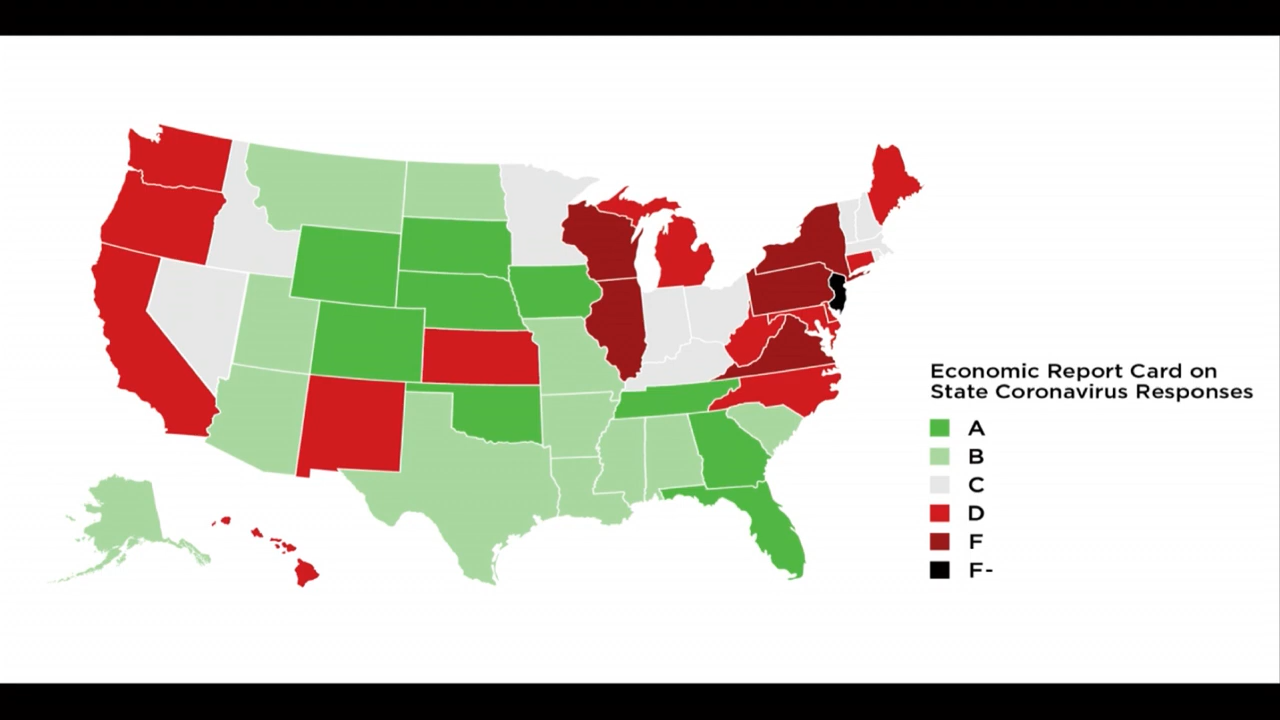 Economic Report Card on
State Coronavirus Responses
A
B
C
D
F
F-